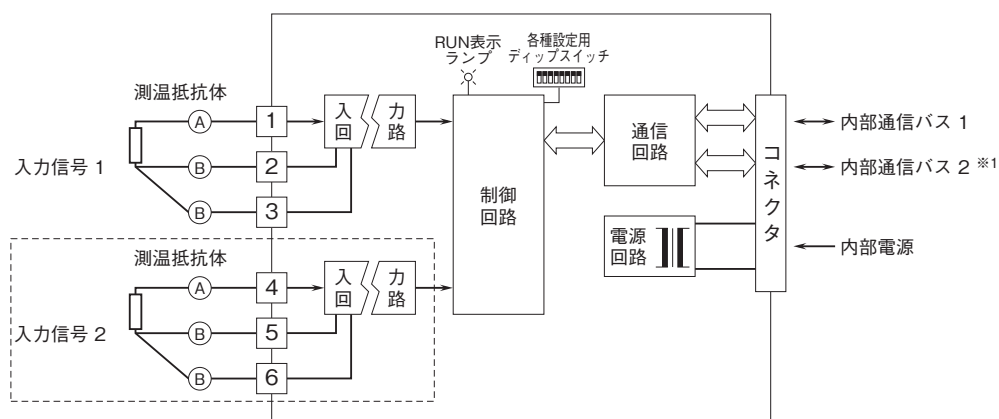 RUN表示
ランプ
各種設定用
ディップスイッチ
測温抵抗体
入力信号 1
A
B
B
1
2
3
入 力
回 路
制御
回路
通信
回路
電源
回路
コネクタ
内部通信バス 1
内部通信バス 2 ※1
内部電源
測温抵抗体
入力信号 2
A
B
B
4
5
6
入 力
回 路